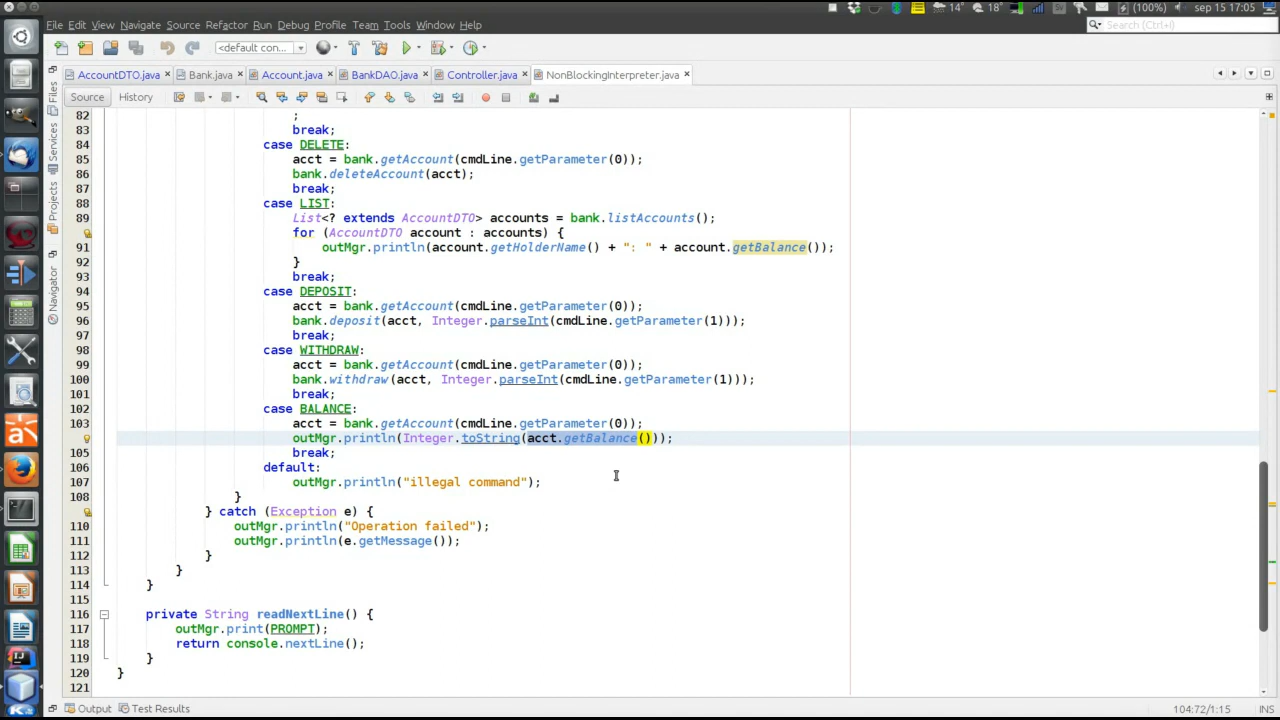 (100%) sep 15 17:05
14° 18°
File Edit View Navigate Source Refactor Run Debug Profile Team Tools Window Help
Search (Ctrl+I)
<default con...
AccountDTO.java Bank.java Account.java BankDAO.java Controller.java NonBlockingInterpreter.java
Source History
Files
Services
Projects
Navigator
82 ;
83 break;
84 case DELETE:
85 acct = bank.getAccount(cmdLine.getParameter(0));
86 bank.deleteAccount(acct);
87 break;
88 case LIST:
89 List<? extends AccountDTO> accounts = bank.listAccounts();
for (AccountDTO account : accounts) {
91 outMgr.println(account.getHolderName() + ": " + account.getBalance());
92 }
93 break;
94 case DEPOSIT:
95 acct = bank.getAccount(cmdLine.getParameter(0));
96 bank.deposit(acct, Integer.parseInt(cmdLine.getParameter(1)));
97 break;
98 case WITHDRAW:
99 acct = bank.getAccount(cmdLine.getParameter(0));
100 bank.withdraw(acct, Integer.parseInt(cmdLine.getParameter(1)));
101 break;
102 case BALANCE:
103 acct = bank.getAccount(cmdLine.getParameter(0));
outMgr.println(Integer.toString(acct.getBalance()));
105 break;
106 default:
107 outMgr.println("illegal command");
108 }
} catch (Exception e) {
110 outMgr.println("Operation failed");
111 outMgr.println(e.getMessage());
112 }
113 }
114 }
115
116 private String readNextLine() {
117 outMgr.print(PROMPT);
118 return console.nextLine();
119 }
120 }
121
Output Test Results 104:72/1:15 INS